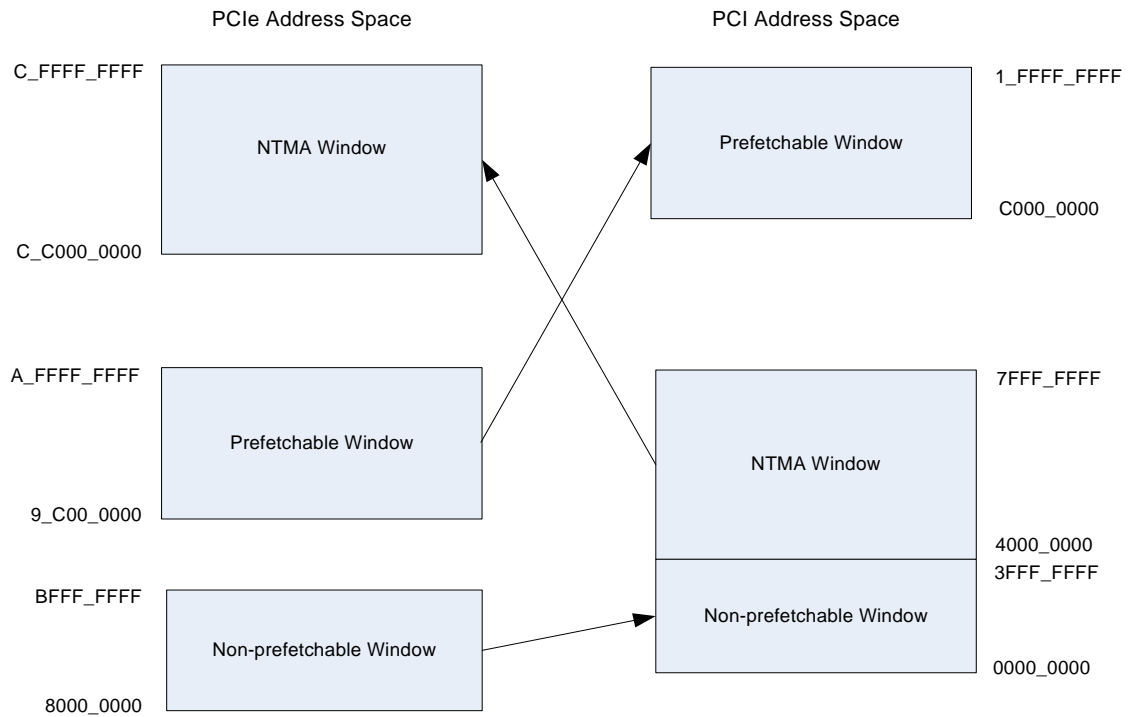 PCIe Address Space
PCI Address Space
C_FFFF_FFFF
NTMA Window
C_C000_0000
1_FFFF_FFFF
Prefetchable Window
C000_0000
A_FFFF_FFFF
Prefetchable Window
9_C00_0000
7FFF_FFFF
NTMA Window
4000_0000
BFFF_FFFF
Non-prefetchable Window
8000_0000
3FFF_FFFF
Non-prefetchable Window
0000_0000